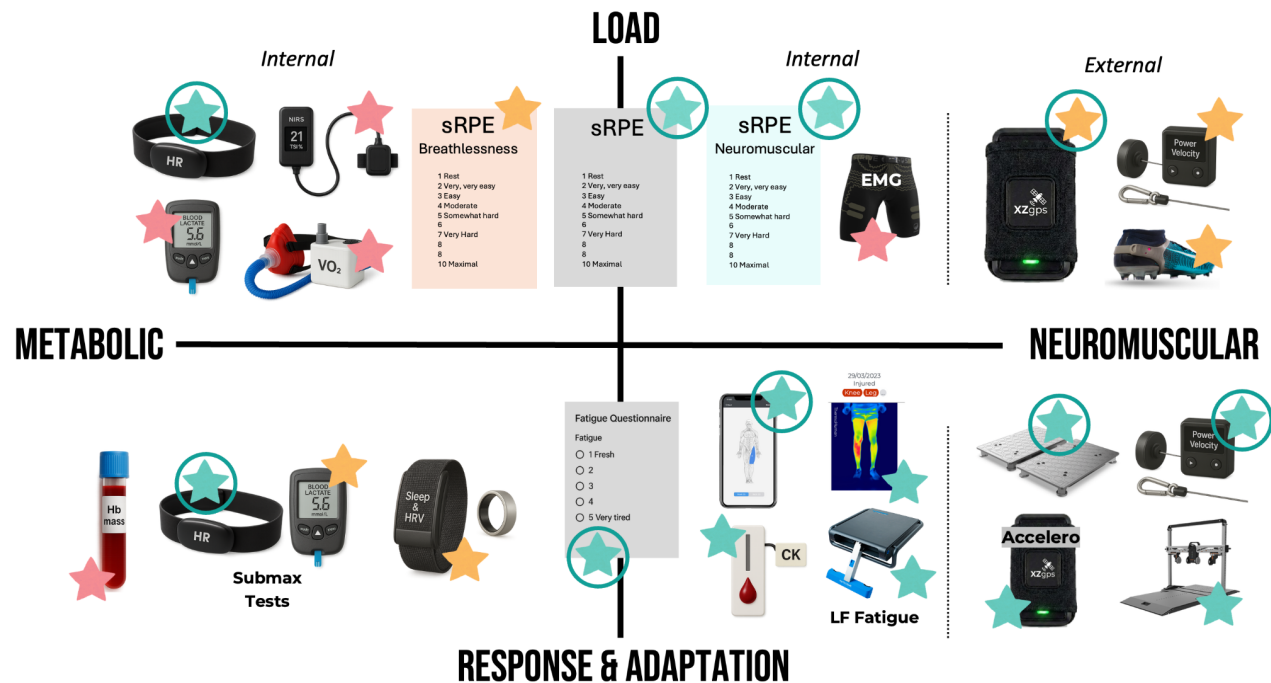 LOAD
Internal
Internal
External
HR
NIRS
21
TSI%
BLOOD
LACTATE
5.6
mmol/L
VO₂
sRPE
Breathlessness
1 Rest
2 Very, very easy
3 Easy
4 Moderate
5 Somewhat hard
6
7 Very Hard
8
8
10 Maximal
sRPE
1 Rest
2 Very, very easy
3 Easy
4 Moderate
5 Somewhat hard
6
7 Very Hard
8
8
10 Maximal
sRPE
Neuromuscular
1 Rest
2 Very, very easy
3 Easy
4 Moderate
5 Somewhat hard
6
7 Very Hard
8
8
10 Maximal
EMG
XZgps
Power
Velocity
METABOLIC
NEUROMUSCULAR
Hb
mass
HR
BLOOD
LACTATE
5.6
Submax
Tests
Sleep
&
HRV
Fatigue Questionnaire
Fatigue
1 Fresh
2
3
4
5 Very tired
29/03/2023
Injured
Knee
Leg
CK
LF Fatigue
Power
Velocity
Accelero
XZgps
RESPONSE & ADAPTATION